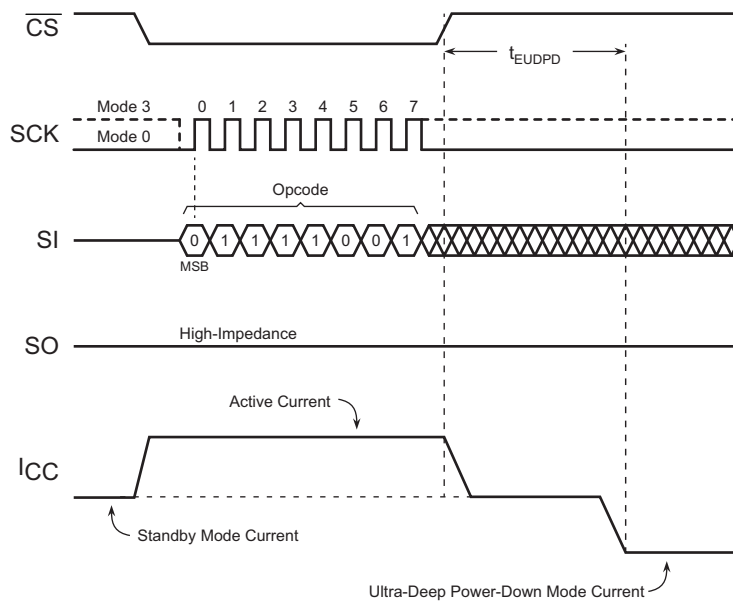 CS
tEUDPD
Mode 3
0 1 2 3 4 5 6 7
SCK
Mode 0
Opcode
SI
0 1 1 1 1 0 0 1
MSB
High-Impedance
SO
Active Current
ICC
Standby Mode Current
Ultra-Deep Power-Down Mode Current